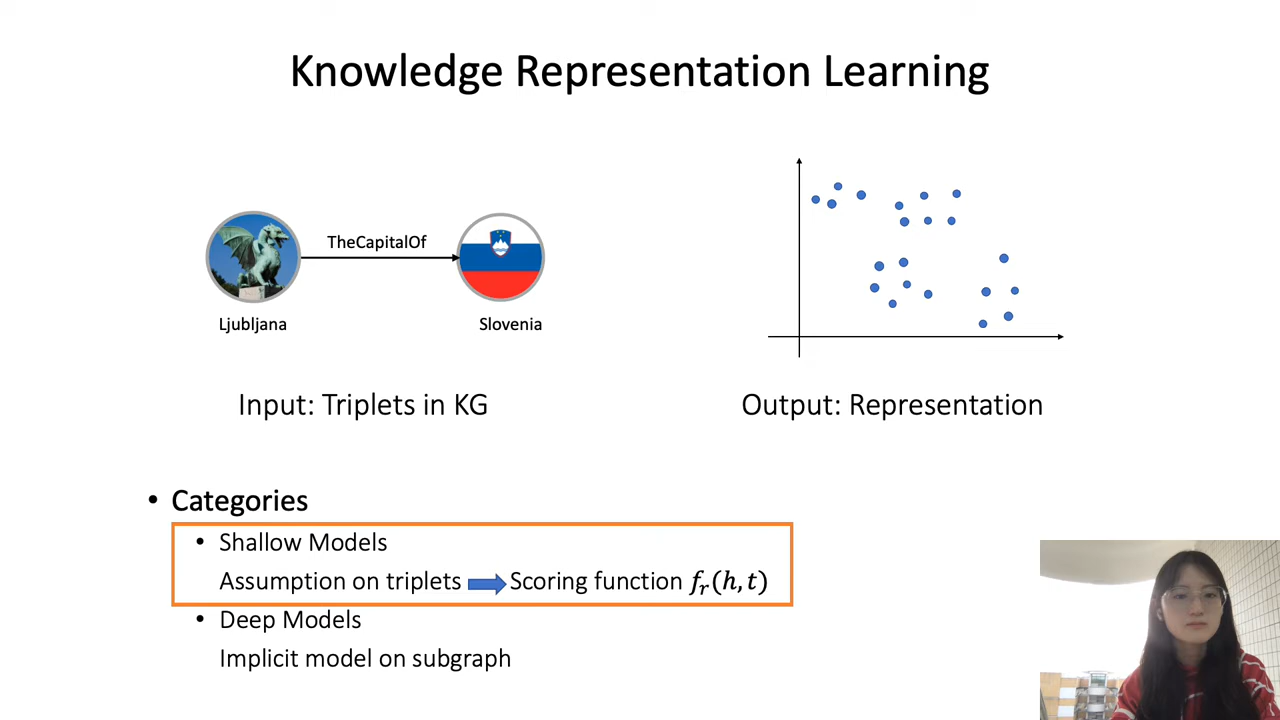 Knowledge Representation Learning
TheCapitalOf
Ljubljana
Slovenia
Input: Triplets in KG
Output: Representation
• Categories
• Shallow Models
Assumption on triplets Scoring function fᵣ(h, t)
• Deep Models
Implicit model on subgraph